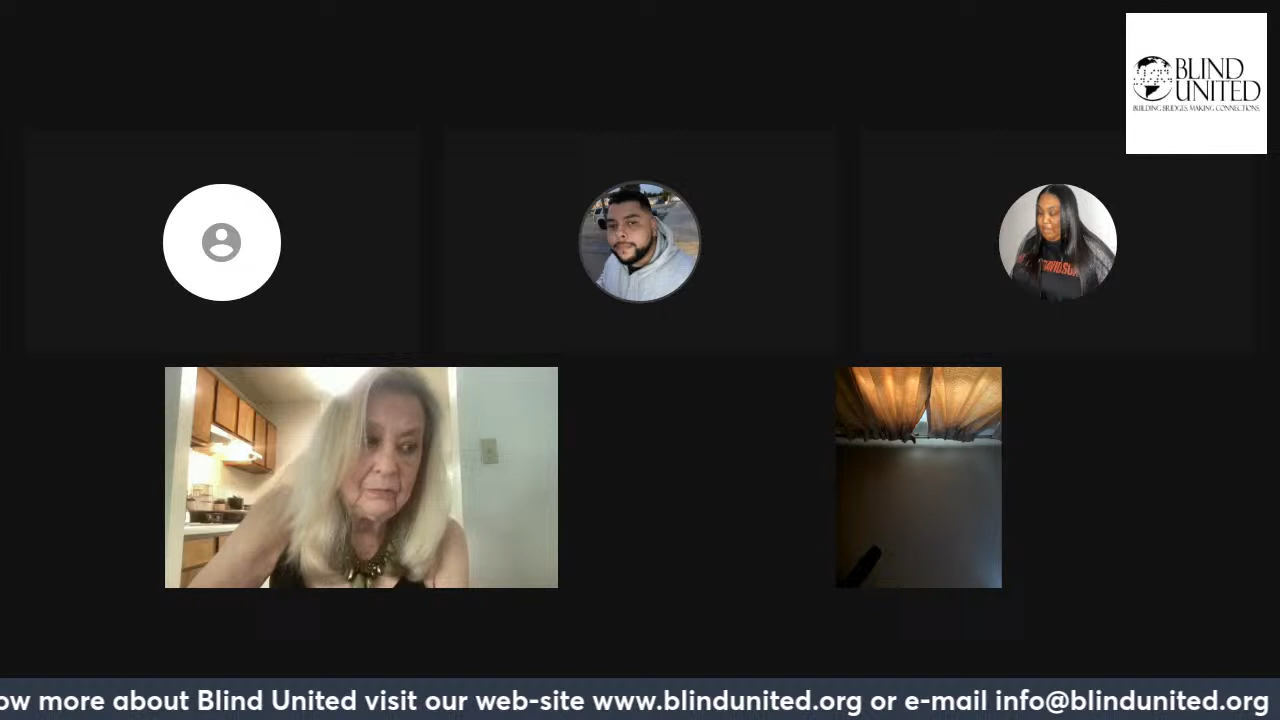 BLIND
UNITED
BUILDING BRIDGES. MAKING CONNECTIONS.
DAVIDSON
ow more about Blind United visit our web-site www.blindunited.org or e-mail info@blindunited.org